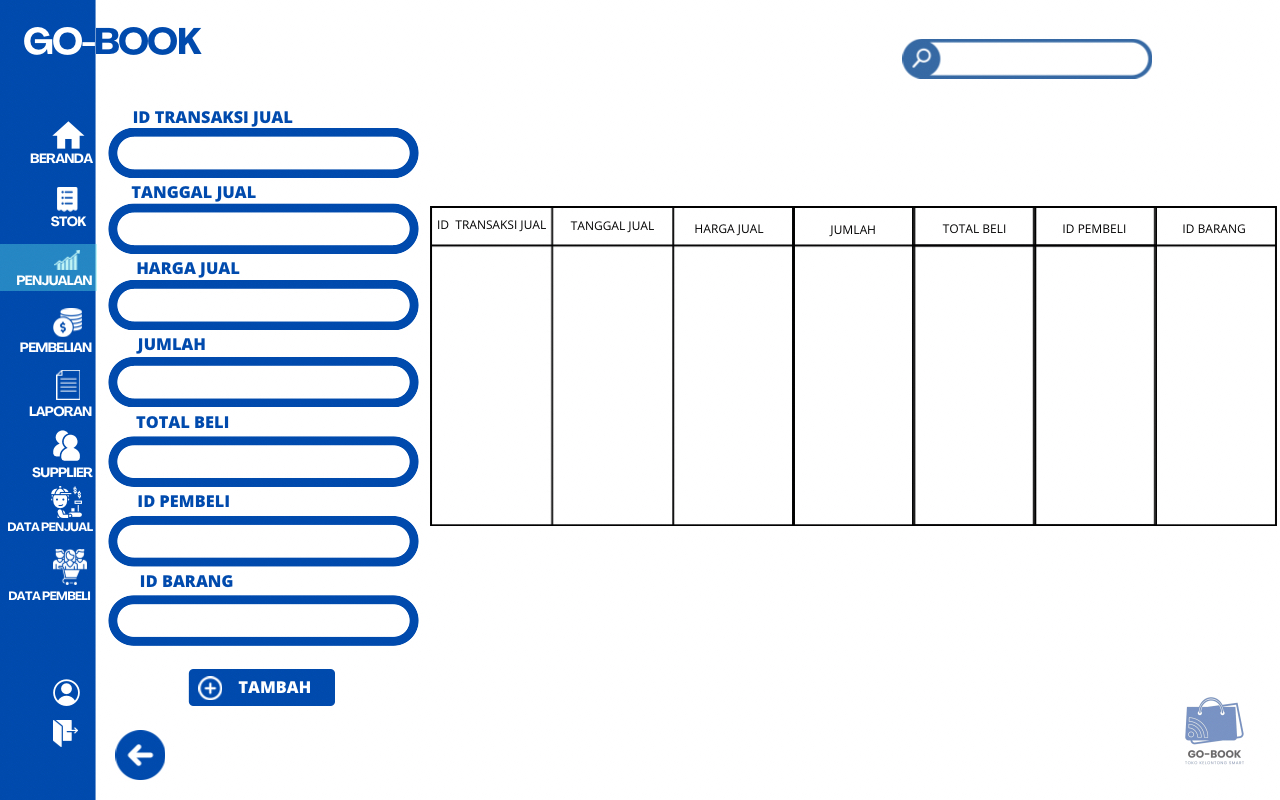 GO-BOOK
BERANDA
STOK
PENJUALAN
PEMBELIAN
LAPORAN
SUPPLIER
DATA PENJUAL
DATA PEMBELI
ID TRANSAKSI JUAL
TANGGAL JUAL
HARGA JUAL
JUMLAH
TOTAL BELI
ID PEMBELI
ID BARANG
TAMBAH
ID TRANSAKSI JUAL TANGGAL JUAL HARGA JUAL JUMLAH TOTAL BELI ID PEMBELI ID BARANG
GO-BOOK
TOKO KELONTONG SMART